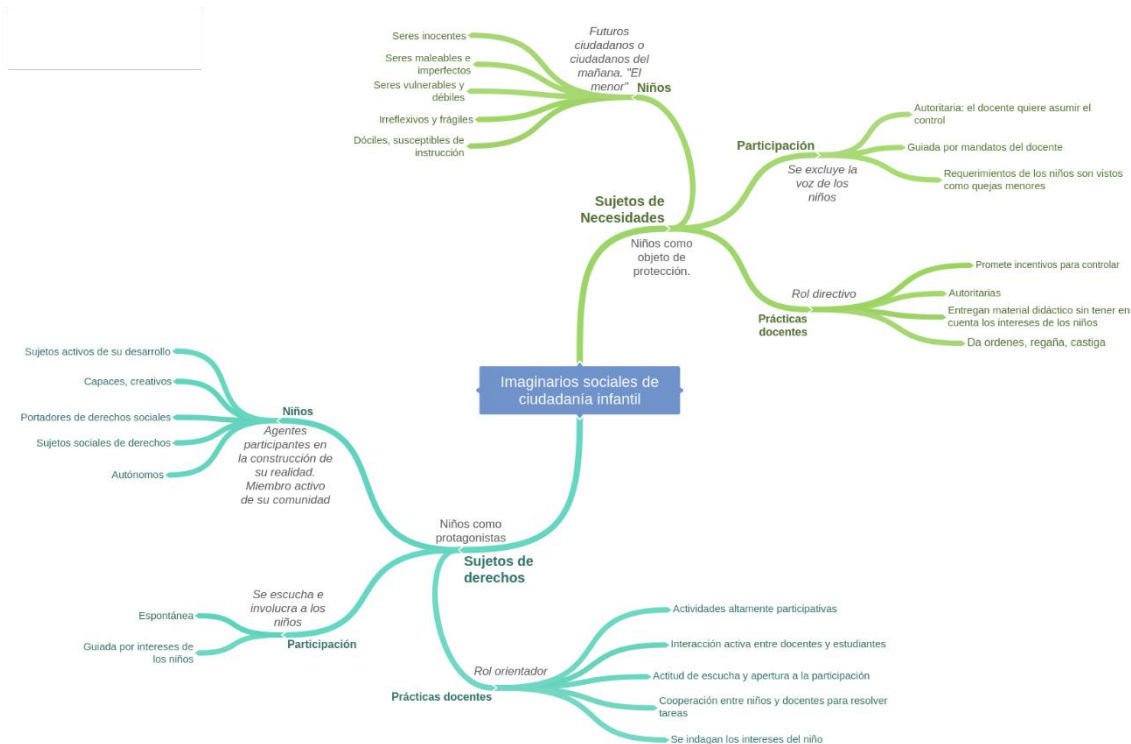 Imaginarios sociales de
ciudadanía infantil
Sujetos de
Necesidades
Niños como
objeto de
protección.
Futuros
ciudadanos o
ciudadanos del
mañana. "El
menor"
Niños
Seres inocentes
Seres maleables e
imperfectos
Seres vulnerables y
débiles
Irreflexivos y frágiles
Dóciles, susceptibles de
instrucción
Participación
Se excluye la
voz de los
niños
Autoritaria: el docente quiere asumir el
control
Guiada por mandatos del docente
Requerimientos de los niños son vistos
como quejas menores
Rol directivo
Prácticas
docentes
Promete incentivos para controlar
Autoritarias
Entregan material didáctico sin tener en
cuenta los intereses de los niños
Da ordenes, regaña, castiga
Niños como
protagonistas
Sujetos de
derechos
Niños
Agentes
participantes en
la construcción de
su realidad.
Miembro activo
de su comunidad
Sujetos activos de su desarrollo
Capaces, creativos
Portadores de derechos sociales
Sujetos sociales de derechos
Autónomos
Se escucha e
involucra a los
niños
Participación
Espontánea
Guiada por intereses de
los niños
Rol orientador
Prácticas docentes
Actividades altamente participativas
Interacción activa entre docentes y estudiantes
Actitud de escucha y apertura a la participación
Cooperación entre niños y docentes para resolver
tareas
Se indagan los intereses del niño